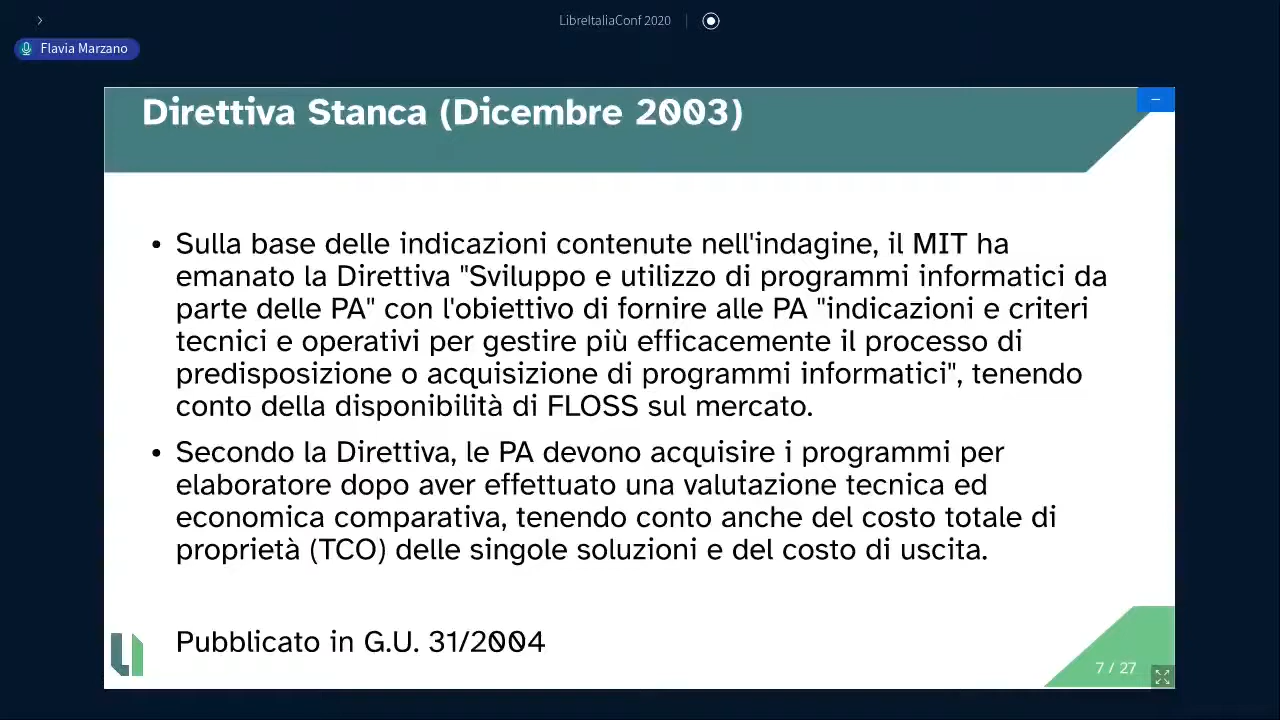 LibreItaliaConf 2020
Flavia Marzano
Direttiva Stanca (Dicembre 2003)
• Sulla base delle indicazioni contenute nell'indagine, il MIT ha
emanato la Direttiva "Sviluppo e utilizzo di programmi informatici da
parte delle PA" con l'obiettivo di fornire alle PA "indicazioni e criteri
tecnici e operativi per gestire più efficacemente il processo di
predisposizione o acquisizione di programmi informatici", tenendo
conto della disponibilità di FLOSS sul mercato.
• Secondo la Direttiva, le PA devono acquisire i programmi per
elaboratore dopo aver effettuato una valutazione tecnica ed
economica comparativa, tenendo conto anche del costo totale di
proprietà (TCO) delle singole soluzioni e del costo di uscita.
Pubblicato in G.U. 31/2004
7 / 27